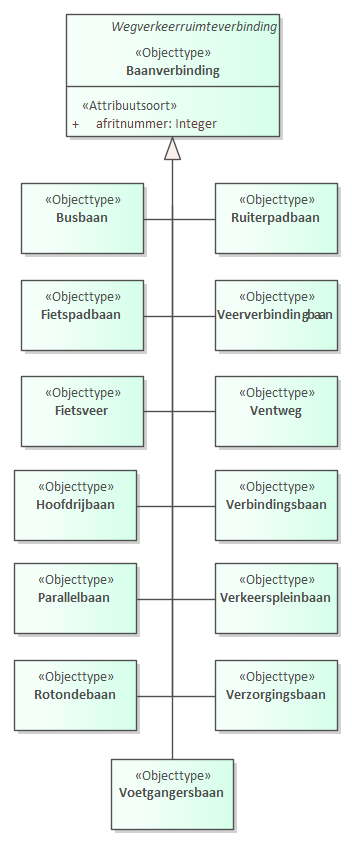 Wegverkeerruimteverbinding
«Objecttype»
Baanverbinding
«Attribuutsoort»
+ afritnummer: Integer
«Objecttype»
Busbaan
«Objecttype»
Ruiterpadbaan
«Objecttype»
Fietspadbaan
«Objecttype»
Veerverbindingbaan
«Objecttype»
Fietsveer
«Objecttype»
Ventweg
«Objecttype»
Hoofdrijbaan
«Objecttype»
Verbindingsbaan
«Objecttype»
Parallelbaan
«Objecttype»
Verkeerspleinbaan
«Objecttype»
Rotondebaan
«Objecttype»
Verzorgingsbaan
«Objecttype»
Voetgangersbaan